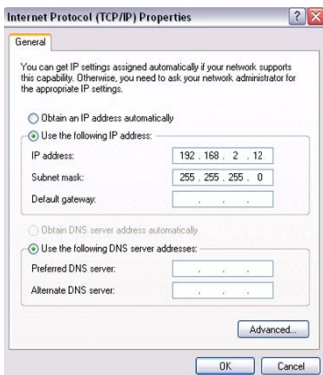 Internet Protocol (TCP/IP) Properties
General
You can get IP settings assigned automatically if your network supports
this capability. Otherwise, you need to ask your network administrator for
the appropriate IP settings.
Obtain an IP address automatically
Use the following IP address:
IP address: 192 . 168 . 2 . 12
Subnet mask: 255 . 255 . 255 . 0
Default gateway: . . .
Obtain DNS server address automatically
Use the following DNS server addresses:
Preferred DNS server: . . .
Alternate DNS server: . . .
Advanced...
OK Cancel